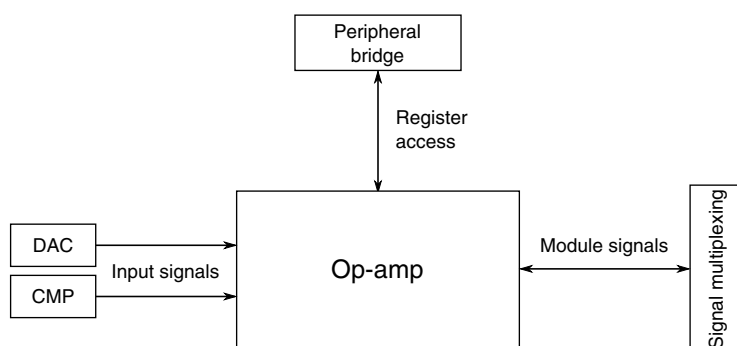 Peripheral
bridge
Register
access
DAC
Input signals
CMP
Op-amp
Module signals
Signal multiplexing